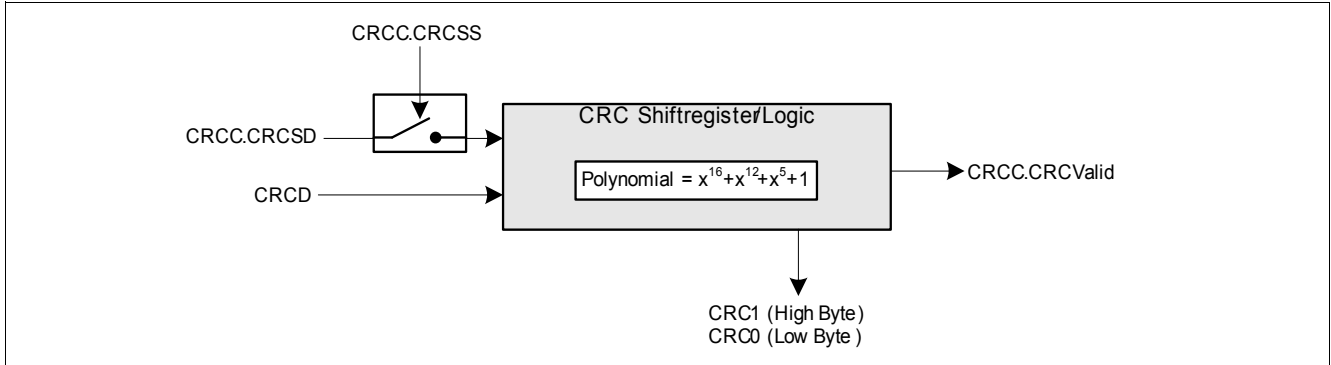 CRCC.CRCSS
CRCC.CRCSD
CRC Shiftregister/Logic
CRCD
Polynomial = x¹⁶+x¹²+x⁵+1
CRCC.CRCValid
CRC1 (High Byte)
CRC0 (Low Byte )